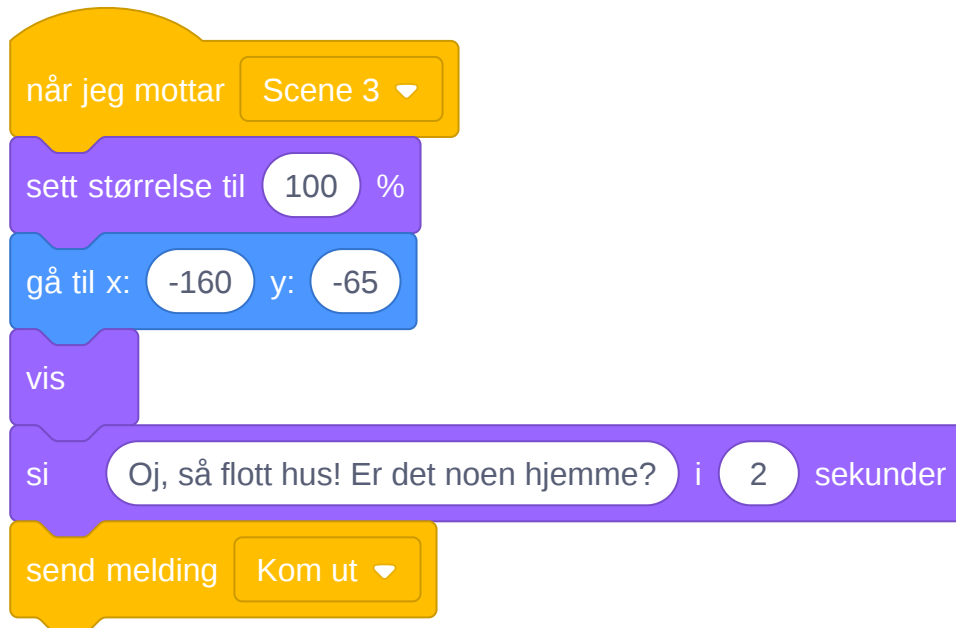 når jeg mottar Scene 3
sett størrelse til 100 %
gå til x: -160 y: -65
vis
si Oj, så flott hus! Er det noen hjemme? i 2 sekunder
send melding Kom ut